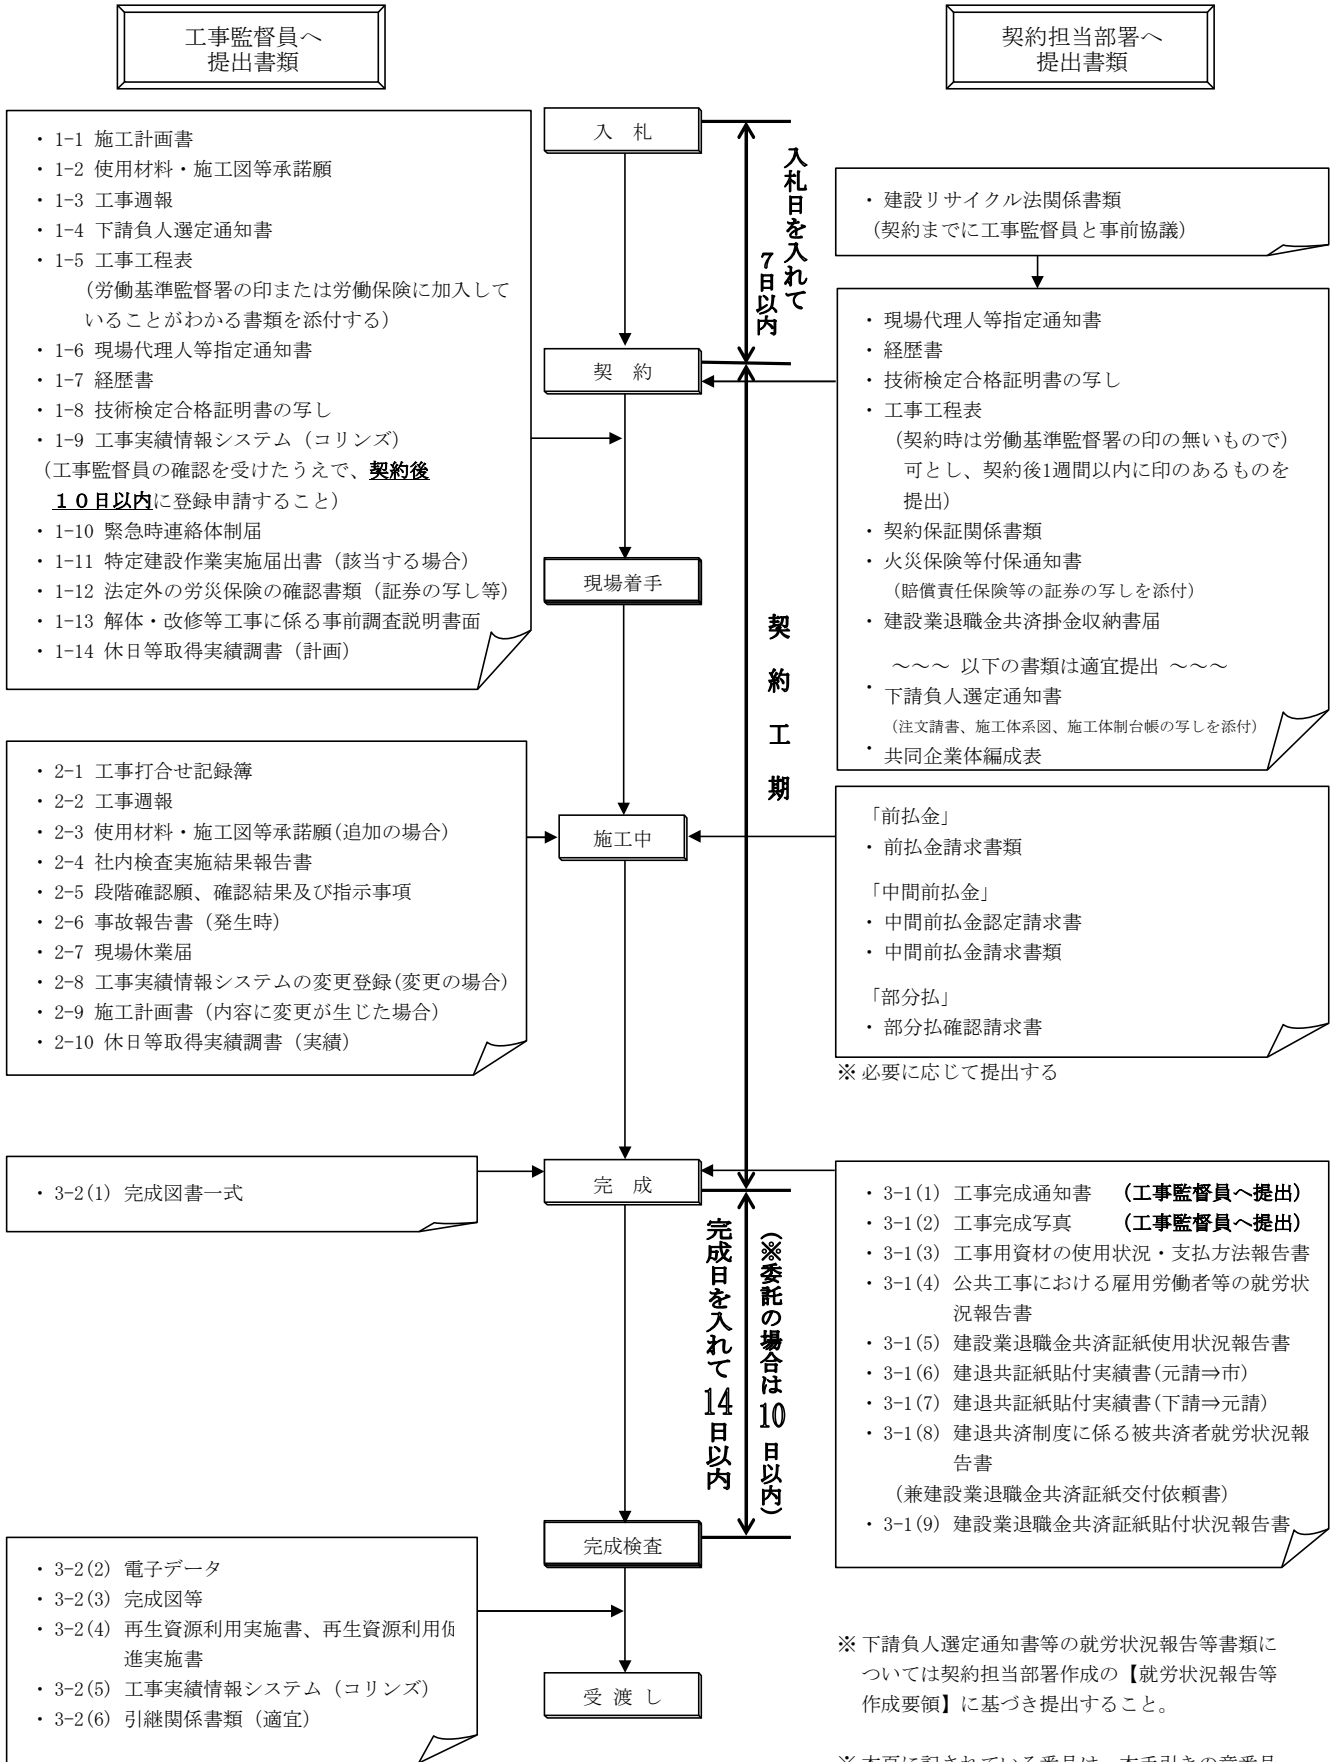 工事監督員へ
提出書類
契約担当部署へ
提出書類
・ 1-1 施工計画書
・ 1-2 使用材料・施工図等承諾願
・ 1-3 工事週報
・ 1-4 下請負人選定通知書
・ 1-5 工事工程表
(労働基準監督署の印または労働保険に加入して
いることがわかる書類を添付する)
・ 1-6 現場代理人等指定通知書
・ 1-7 経歴書
・ 1-8 技術検定合格証明書の写し
・ 1-9 工事実績情報システム（コリンズ）
(工事監督員の確認を受けたうえで、契約後
１０日以内に登録申請すること)
・ 1-10 緊急時連絡体制届
・ 1-11 特定建設作業実施届出書（該当する場合）
・ 1-12 法定外の労災保険の確認書類（証券の写し等）
・ 1-13 解体・改修等工事に係る事前調査説明書面
・ 1-14 休日等取得実績調書（計画）
・ 2-1 工事打合せ記録簿
・ 2-2 工事週報
・ 2-3 使用材料・施工図等承諾願(追加の場合)
・ 2-4 社内検査実施結果報告書
・ 2-5 段階確認願、確認結果及び指示事項
・ 2-6 事故報告書（発生時）
・ 2-7 現場休業届
・ 2-8 工事実績情報システムの変更登録(変更の場合)
・ 2-9 施工計画書（内容に変更が生じた場合）
・ 2-10 休日等取得実績調書（実績）
・ 3-2(1) 完成図書一式
・ 3-2(2) 電子データ
・ 3-2(3) 完成図等
・ 3-2(4) 再生資源利用実施書、再生資源利用促
進実施書
・ 3-2(5) 工事実績情報システム（コリンズ）
・ 3-2(6) 引継関係書類（適宜）
入　札
契　約
現場着手
施工中
完　成
完成検査
受 渡 し
入札日を入れて
７日以内
契約工期
完成日を入れて14日以内
(※委託の場合は10日以内)
・ 建設リサイクル法関係書類
(契約までに工事監督員と事前協議)
・ 現場代理人等指定通知書
・ 経歴書
・ 技術検定合格証明書の写し
・ 工事工程表
(契約時は労働基準監督署の印の無いもので)
可とし、契約後1週間以内に印のあるものを
提出)
・ 契約保証関係書類
・ 火災保険等付保通知書
(賠償責任保険等の証券の写しを添付)
・ 建設業退職金共済掛金収納書届
～～～ 以下の書類は適宜提出 ～～～
・ 下請負人選定通知書
(注文請書、施工体系図、施工体制台帳の写しを添付)
・ 共同企業体編成表
「前払金」
・ 前払金請求書類
「中間前払金」
・ 中間前払金認定請求書
・ 中間前払金請求書類
「部分払」
・ 部分払確認請求書
※ 必要に応じて提出する
・ 3-1(1) 工事完成通知書　(工事監督員へ提出)
・ 3-1(2) 工事完成写真　(工事監督員へ提出)
・ 3-1(3) 工事用資材の使用状況・支払方法報告書
・ 3-1(4) 公共工事における雇用労働者等の就労状
況報告書
・ 3-1(5) 建設業退職金共済証紙使用状況報告書
・ 3-1(6) 建退共証紙貼付実績書(元請⇒市)
・ 3-1(7) 建退共証紙貼付実績書(下請⇒元請)
・ 3-1(8) 建退共済制度に係る被共済者就労状況報
告書
(兼建設業退職金共済証紙交付依頼書)
・ 3-1(9) 建設業退職金共済証紙貼付状況報告書
※ 下請負人選定通知書等の就労状況報告等書類に
ついては契約担当部署作成の【就労状況報告等
作成要領】に基づき提出すること。
※ 本頁に記されている番号は、本手引きの章番号